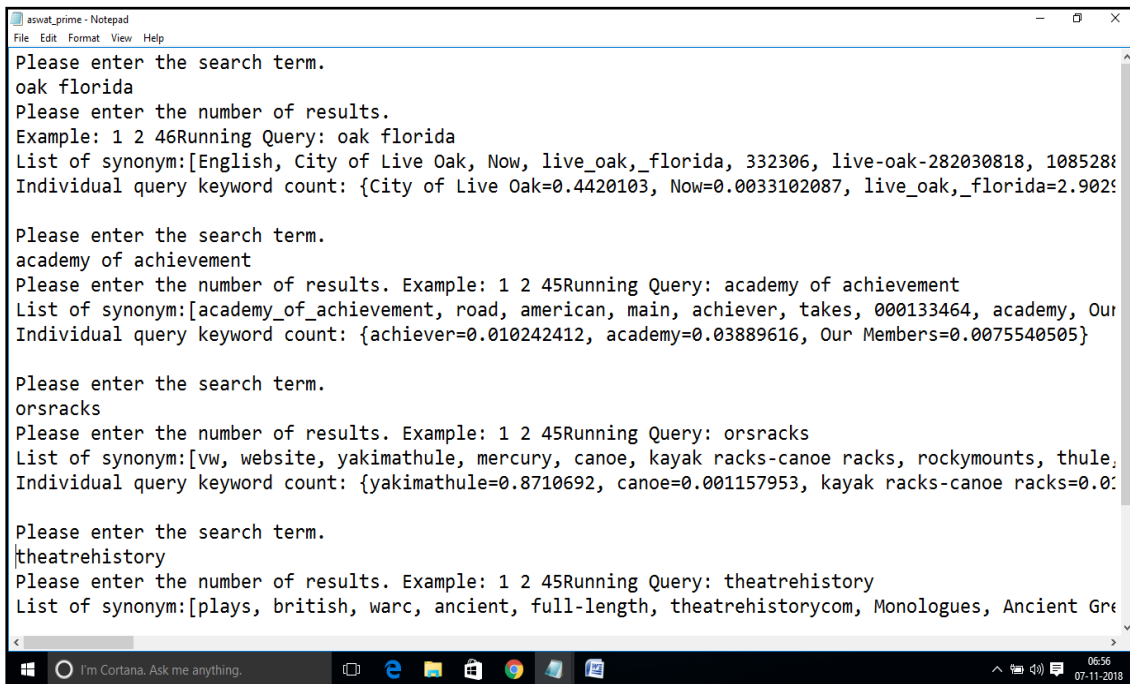 aswat_prime - Notepad
File Edit Format View Help
Please enter the search term.
oak florida
Please enter the number of results.
Example: 1 2 46Running Query: oak florida
List of synonym:[English, City of Live Oak, Now, live_oak,_florida, 332306, live-oak-282030818, 1085288
Individual query keyword count: {City of Live Oak=0.4420103, Now=0.0033102087, live_oak,_florida=2.9029
Please enter the search term.
academy of achievement
Please enter the number of results. Example: 1 2 45Running Query: academy of achievement
List of synonym:[academy_of_achievement, road, american, main, achiever, takes, 000133464, academy, Our
Individual query keyword count: {achiever=0.010242412, academy=0.03889616, Our Members=0.0075540505}
Please enter the search term.
orsracks
Please enter the number of results. Example: 1 2 45Running Query: orsracks
List of synonym:[vw, website, yakimathule, mercury, canoe, kayak racks-canoe racks, rockymounts, thule,
Individual query keyword count: {yakimathule=0.8710692, canoe=0.001157953, kayak racks-canoe racks=0.01
Please enter the search term.
theatrehistory
Please enter the number of results. Example: 1 2 45Running Query: theatrehistory
List of synonym:[plays, british, warc, ancient, full-length, theatrehistorycom, Monologues, Ancient Gre
I'm Cortana. Ask me anything.
06:56
07-11-2018